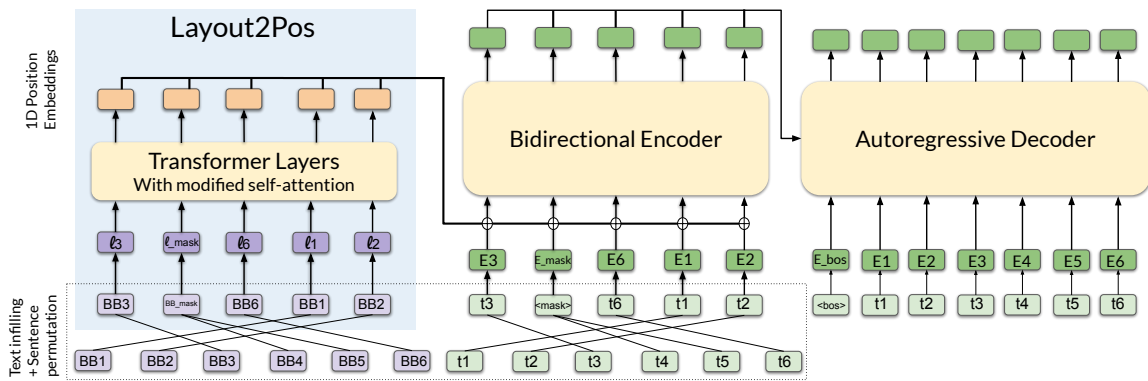 Layout2Pos
1D Position
Embeddings
Transformer Layers
With modified self-attention
Bidirectional Encoder
Autoregressive Decoder
ℓ3 ℓ_mask ℓ6 ℓ1 ℓ2
E3 E_mask E6 E1 E2
E_bos E1 E2 E3 E4 E5 E6
BB3 BB_mask BB6 BB1 BB2
t3 <mask> t6 t1 t2
<bos> t1 t2 t3 t4 t5 t6
Text infilling
+ Sentence
permutation
BB1 BB2 BB3 BB4 BB5 BB6
t1 t2 t3 t4 t5 t6